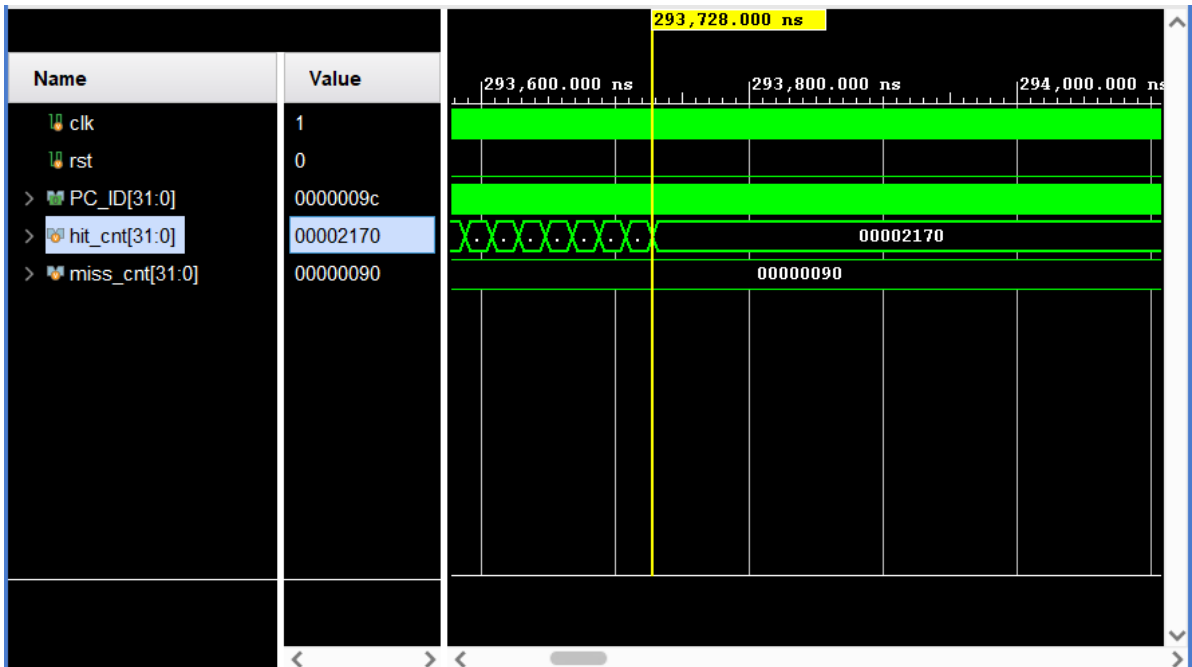 293,728.000 ns
Name Value 293,600.000 ns 293,800.000 ns 294,000.000 ns
clk 1
rst 0
PC_ID[31:0] 0000009c
hit_cnt[31:0] 00002170 . . . . . . . 00002170
miss_cnt[31:0] 00000090 00000090